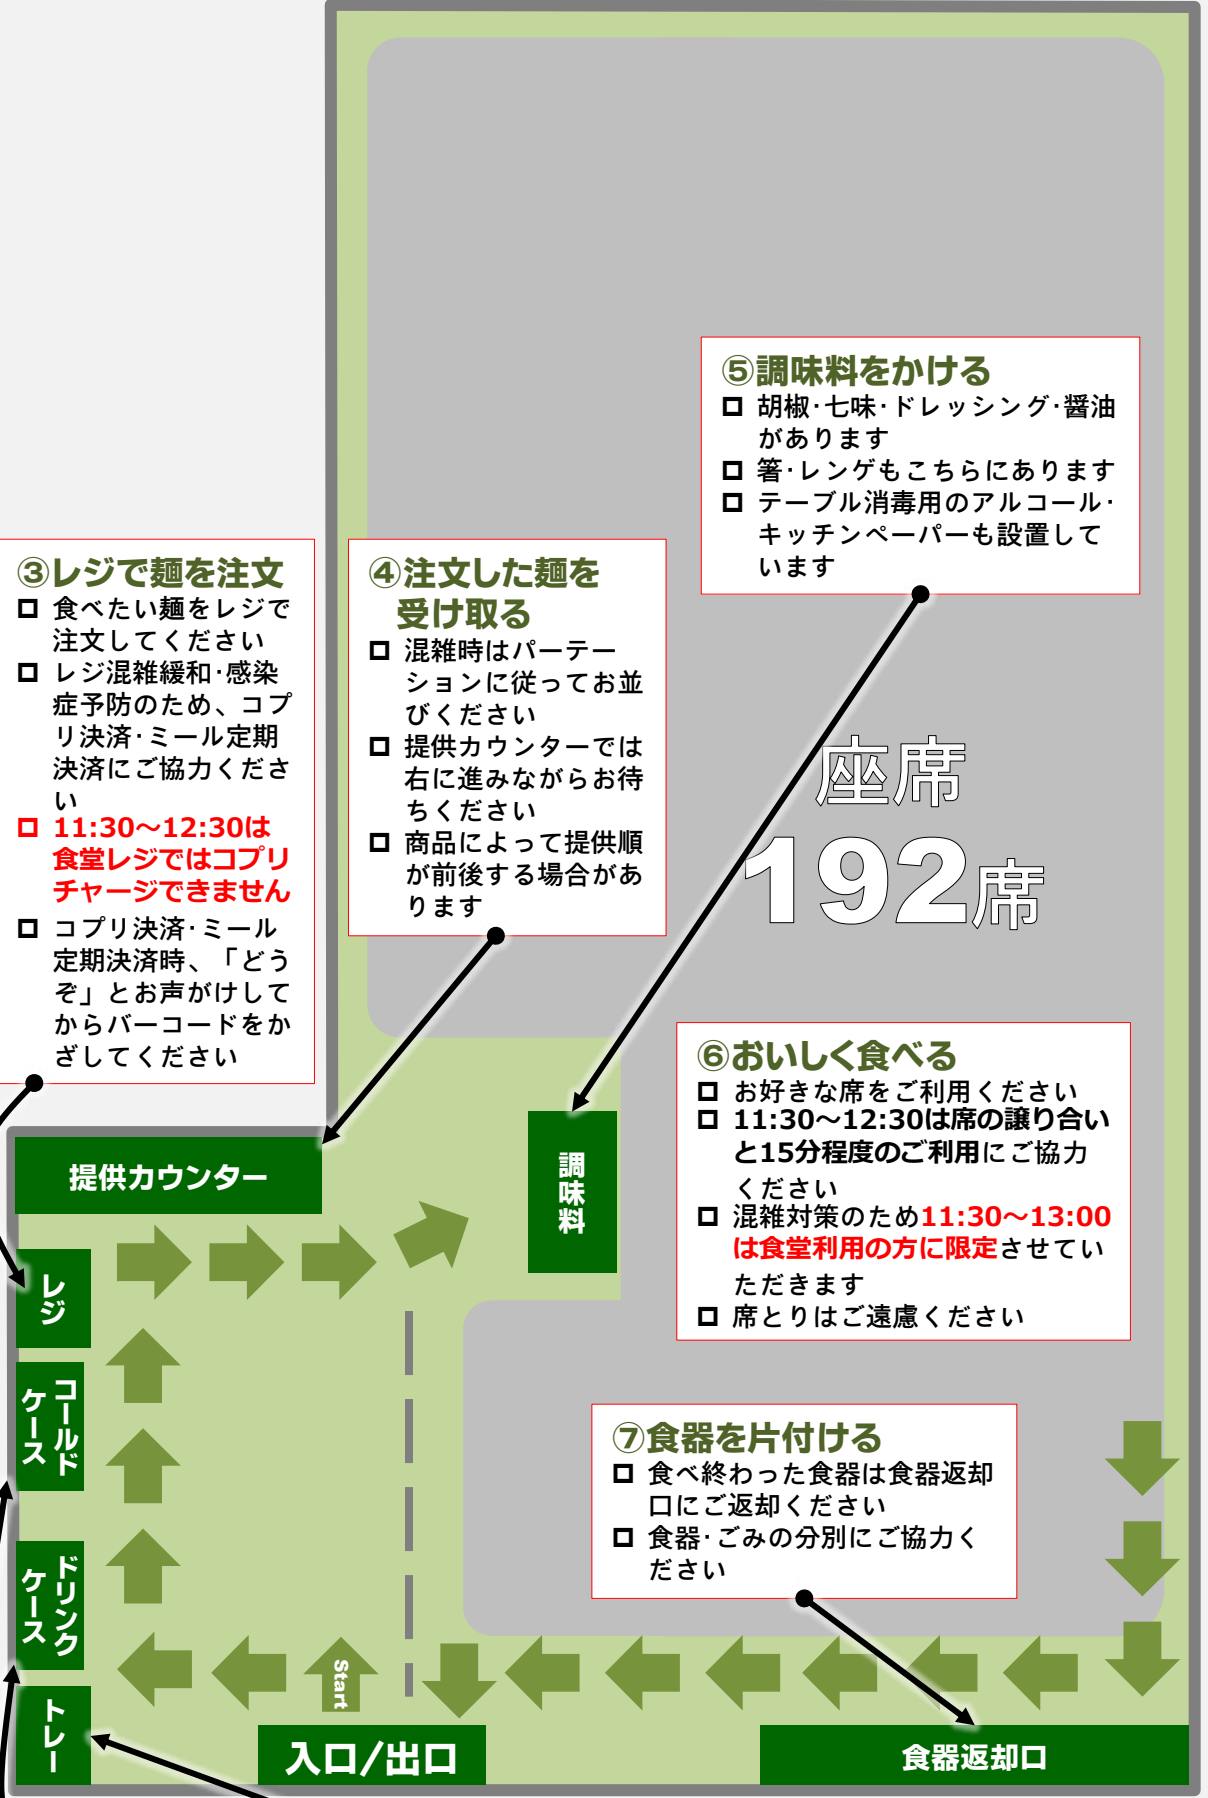 ③レジで麺を注文
食べたい麺をレジで
注文してください
レジ混雑緩和･感染
症予防のため、コプ
リ決済･ミール定期
決済にご協力くださ
い
11:30～12:30は
食堂レジではコプリ
チャージできません
コプリ決済･ミール
定期決済時、「どう
ぞ」とお声がけして
からバーコードをか
ざしてください
④注文した麺を
受け取る
混雑時はパーテー
ションに従ってお並
びください
提供カウンターでは
右に進みながらお待
ちください
商品によって提供順
が前後する場合があ
ります
⑤調味料をかける
胡椒･七味･ドレッシング･醤油
があります
箸･レンゲもこちらにあります
テーブル消毒用のアルコール･
キッチンペーパーも設置して
います
座席
192席
⑥おいしく食べる
お好きな席をご利用ください
11:30～12:30は席の譲り合い
と15分程度のご利用にご協力
ください
混雑対策のため11:30～13:00
は食堂利用の方に限定させてい
ただきます
席とりはご遠慮ください
⑦食器を片付ける
食べ終わった食器は食器返却
口にご返却ください
食器･ごみの分別にご協力く
ださい
提供カウンター
調味料
レジ
コールド
ケース
ドリンク
ケース
トレー
Start
入口/出口
食器返却口